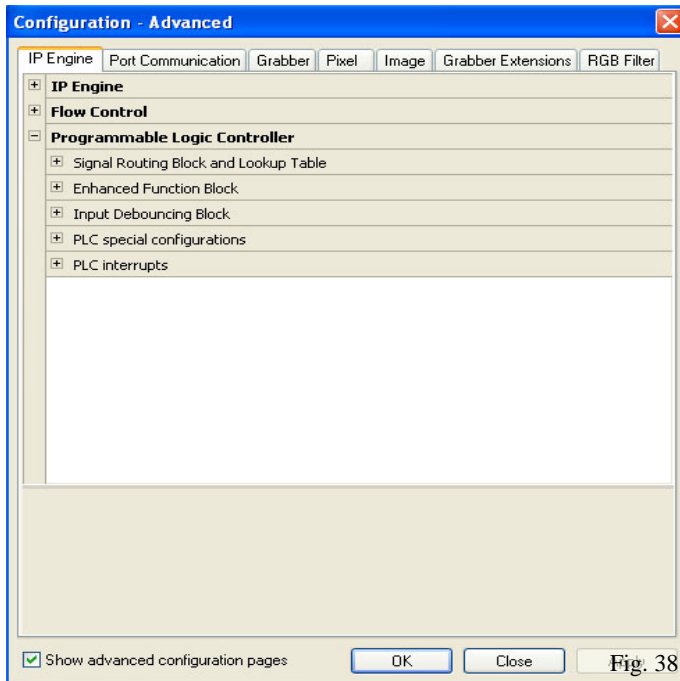 Configuration - Advanced
IP Engine Port Communication Grabber Pixel Image Grabber Extensions RGB Filter
IP Engine
Flow Control
Programmable Logic Controller
Signal Routing Block and Lookup Table
Enhanced Function Block
Input Debouncing Block
PLC special configurations
PLC interrupts
Show advanced configuration pages OK Close Fig. 38